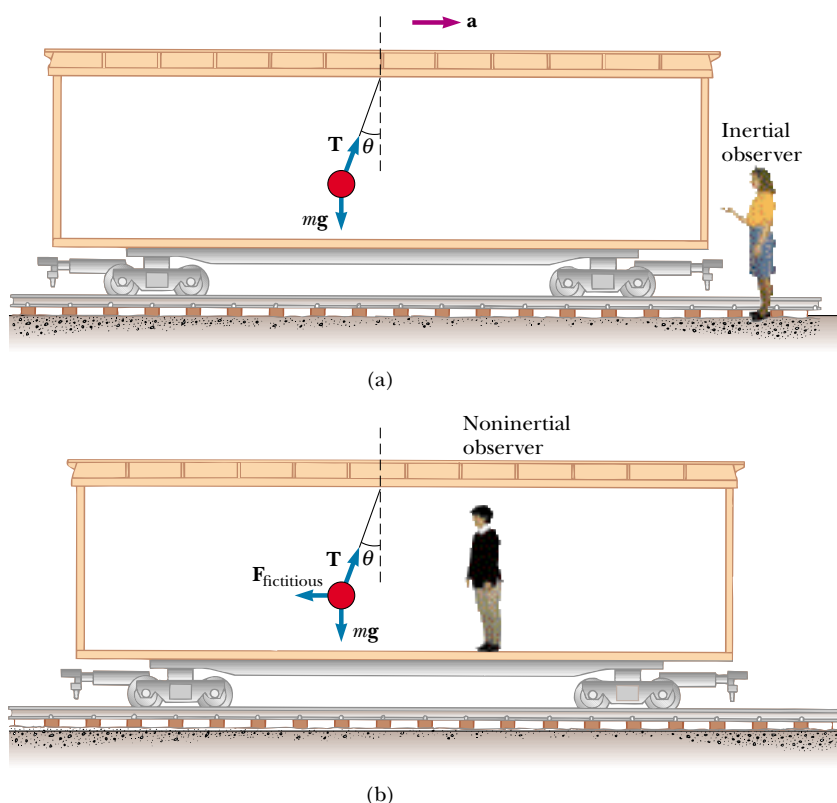 a
Inertial
observer
T
θ
mg
(a)
Noninertial
observer
T
θ
Ffictitious
mg
(b)